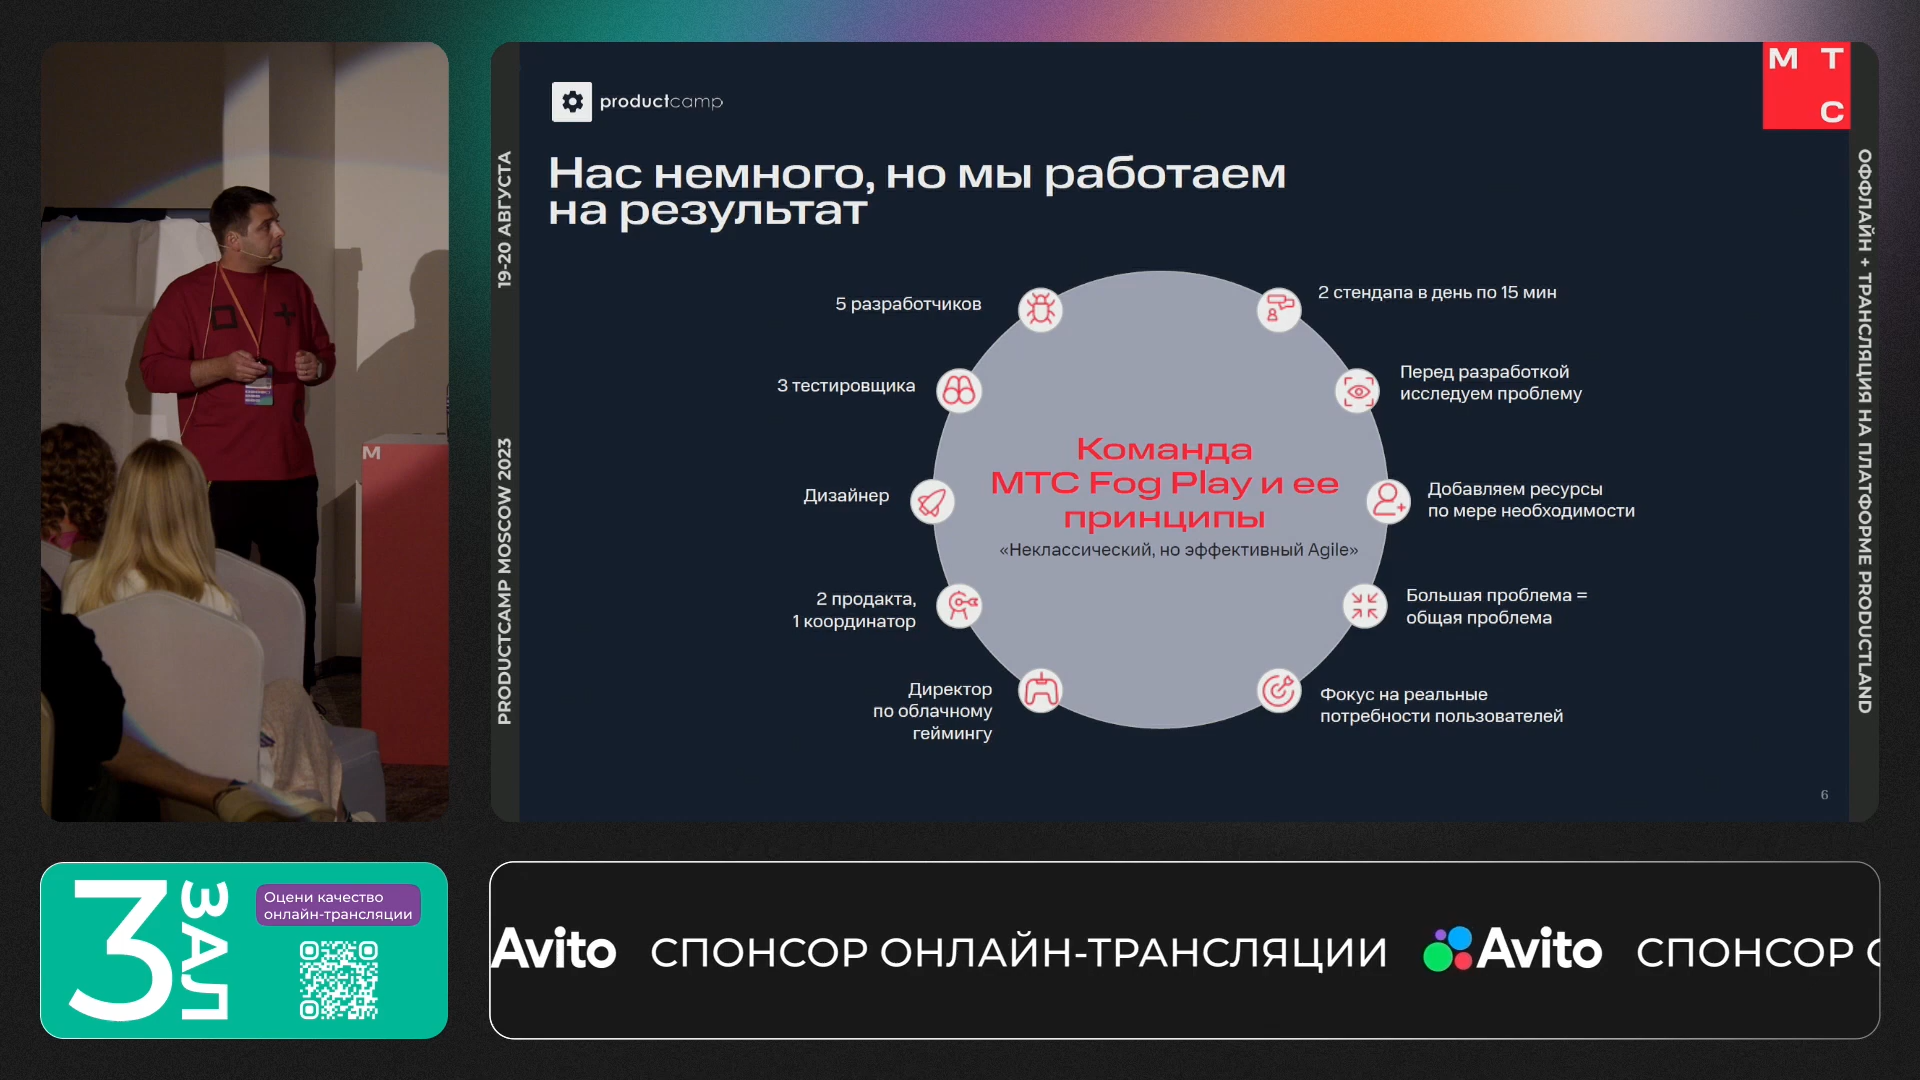 productcamp
М Т
С
Нас немного, но мы работаем
на результат
5 разработчиков
3 тестировщика
Дизайнер
2 продакта,
1 координатор
Директор
по облачному
геймингу
Команда
МТС Fog Play и ее
принципы
«Неклассический, но эффективный Agile»
2 стендапа в день по 15 мин
Перед разработкой
исследуем проблему
Добавляем ресурсы
по мере необходимости
Большая проблема =
общая проблема
Фокус на реальные
потребности пользователей
6
19-20 АВГУСТА
PRODUCTCAMP MOSCOW 2023
ОФФЛАЙН + ТРАНСЛЯЦИЯ НА ПЛАТФОРМЕ PRODUCTLAND
М
3 ЗАЛ
Оцени качество
онлайн-трансляции
Avito СПОНСОР ОНЛАЙН-ТРАНСЛЯЦИИ Avito СПОНСОР